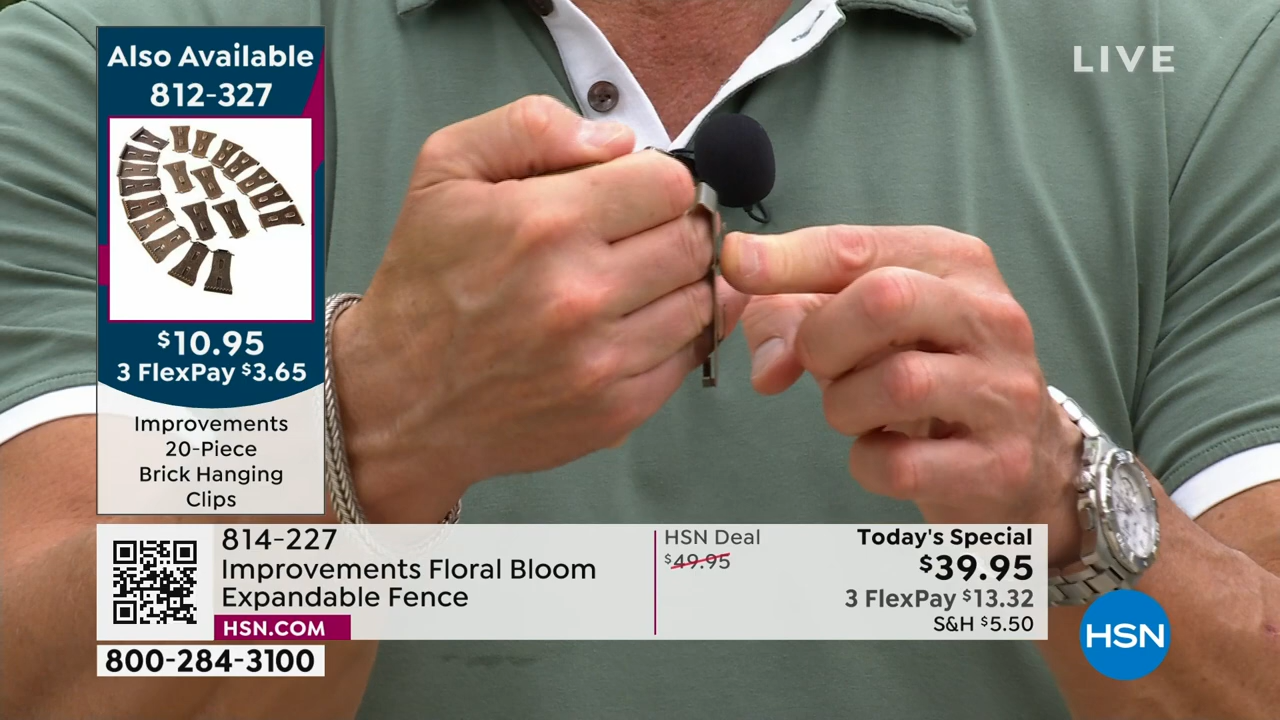 Also Available
812-327
$10.95
3 FlexPay $3.65
Improvements
20-Piece
Brick Hanging
Clips
LIVE
814-227
Improvements Floral Bloom
Expandable Fence
HSN.COM
HSN Deal
$49.95
Today's Special
$39.95
3 FlexPay $13.32
S&H $5.50
HSN
800-284-3100